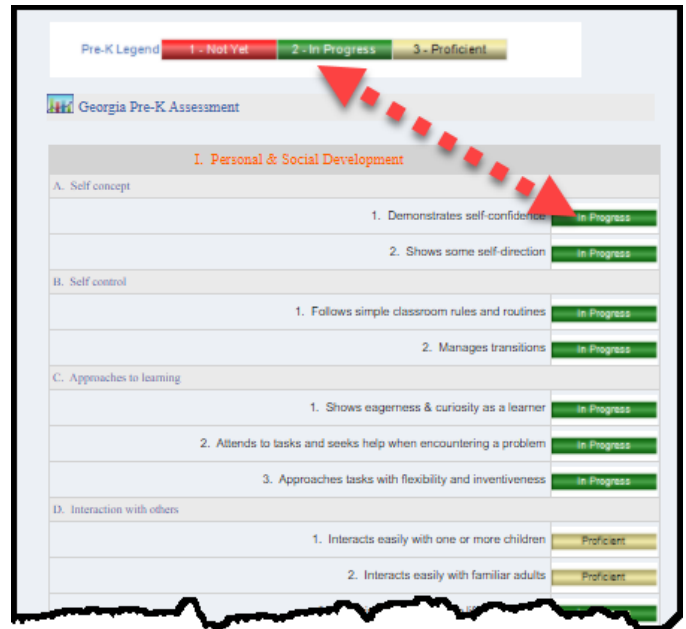 Pre-K Legend 1 - Not Yet 2 - In Progress 3 - Proficient
Georgia Pre-K Assessment
I. Personal & Social Development
A. Self concept
1. Demonstrates self-confidence In Progress
2. Shows some self-direction In Progress
B. Self control
1. Follows simple classroom rules and routines In Progress
2. Manages transitions In Progress
C. Approaches to learning
1. Shows eagerness & curiosity as a learner In Progress
2. Attends to tasks and seeks help when encountering a problem In Progress
3. Approaches tasks with flexibility and inventiveness In Progress
D. Interaction with others
1. Interacts easily with one or more children Proficient
2. Interacts easily with familiar adults Proficient